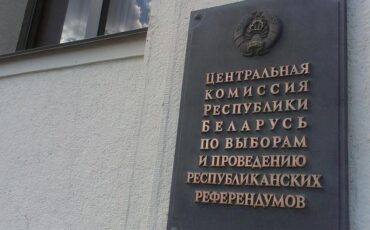 ЦЕНТРАЛЬНАЯ
КОМИССИЯ
РЕСПУБЛИКИ
БЕЛАРУСЬ
ПО ВЫБОРАМ
И ПРОВЕДЕНИЮ
РЕСПУБЛИКАНСКИХ
РЕФЕРЕНДУМОВ